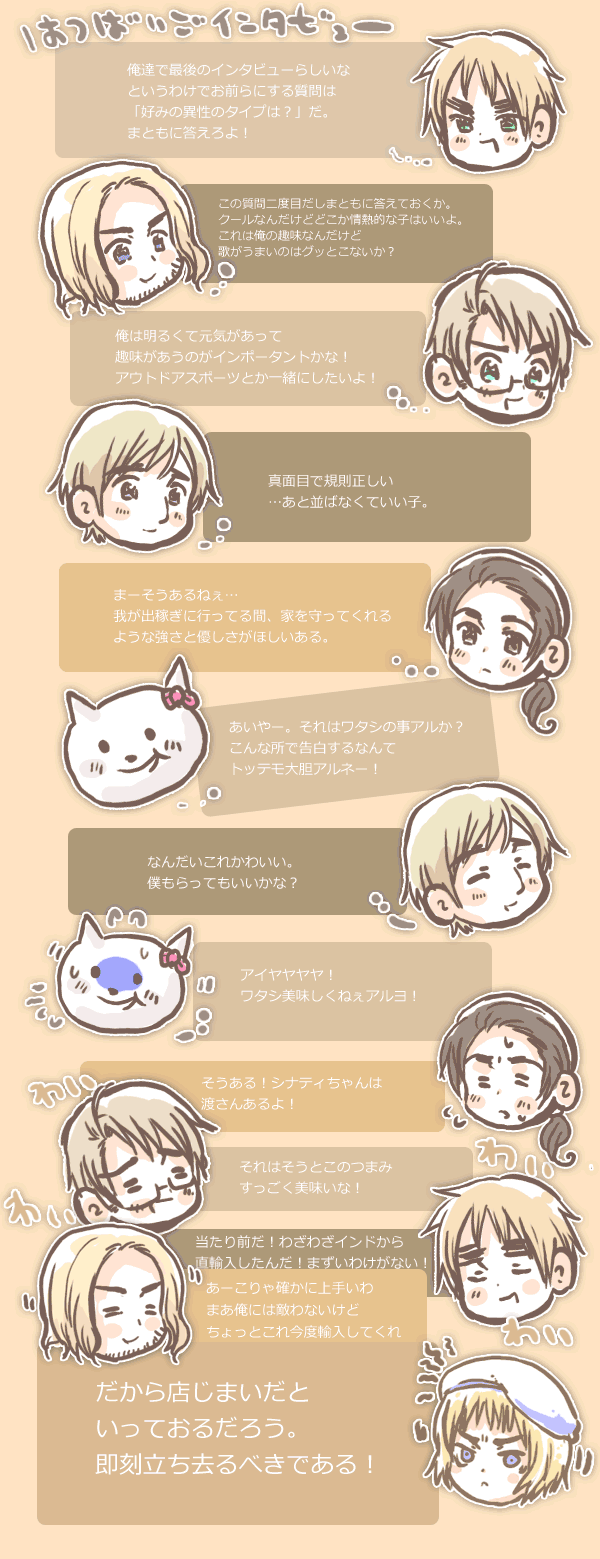 はつばいごインタビュー
俺達で最後のインタビューらしいな
というわけでお前らにする質問は
「好みの異性のタイプは？」だ。
まともに答えろよ！
この質問二度目だしまともに答えておくか。
クールなんだけどどこか情熱的な子はいいよ。
これは俺の趣味なんだけど
歌がうまいのはグッとこないか？
俺は明るくて元気があって
趣味があうのがインポータントかな！
アウトドアスポーツとか一緒にしたいよ！
真面目で規則正しい
…あと並ばなくていい子。
まーそうあるねぇ…
我が出稼ぎに行ってる間、家を守ってくれる
ような強さと優しさがほしいある。
あいやー。それはワタシの事アルか？
こんな所で告白するなんて
トッテモ大胆アルネー！
なんだいこれかわいい。
僕もらってもいいかな？
アイヤヤヤヤ！
ワタシ美味しくねぇアルヨ！
そうある！シナティちゃんは
渡さんあるよ！
わい
わい
それはそうとこのつまみ
すっごく美味いな！
わい
当たり前だ！わざわざインドから
直輸入したんだ！まずいわけがない！
あーこりゃ確かに上手いわ
まあ俺には敵わないけど
ちょっとこれ今度輸入してくれ
わい
だから店じまいだと
いっておるだろう。
即刻立ち去るべきである！